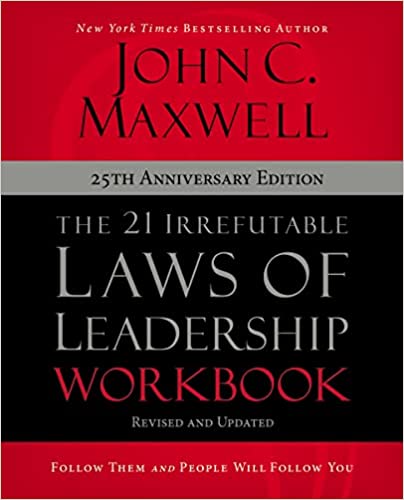 New York Times Bestselling Author
John C.
Maxwell
25th Anniversary Edition
The 21 Irrefutable
Laws of
Leadership
Workbook
Revised and Updated
Follow Them and People Will Follow You